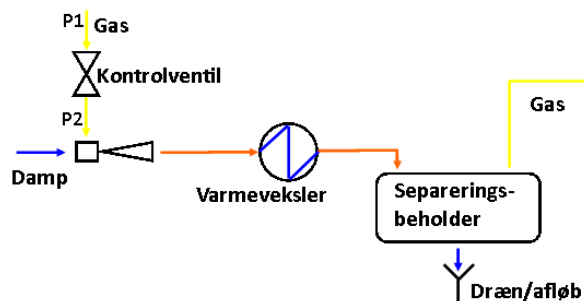 P1
Gas
Kontrolventil
P2
Gas
Damp
Varmeveksler
Separerings-
beholder
Dræn/afløb